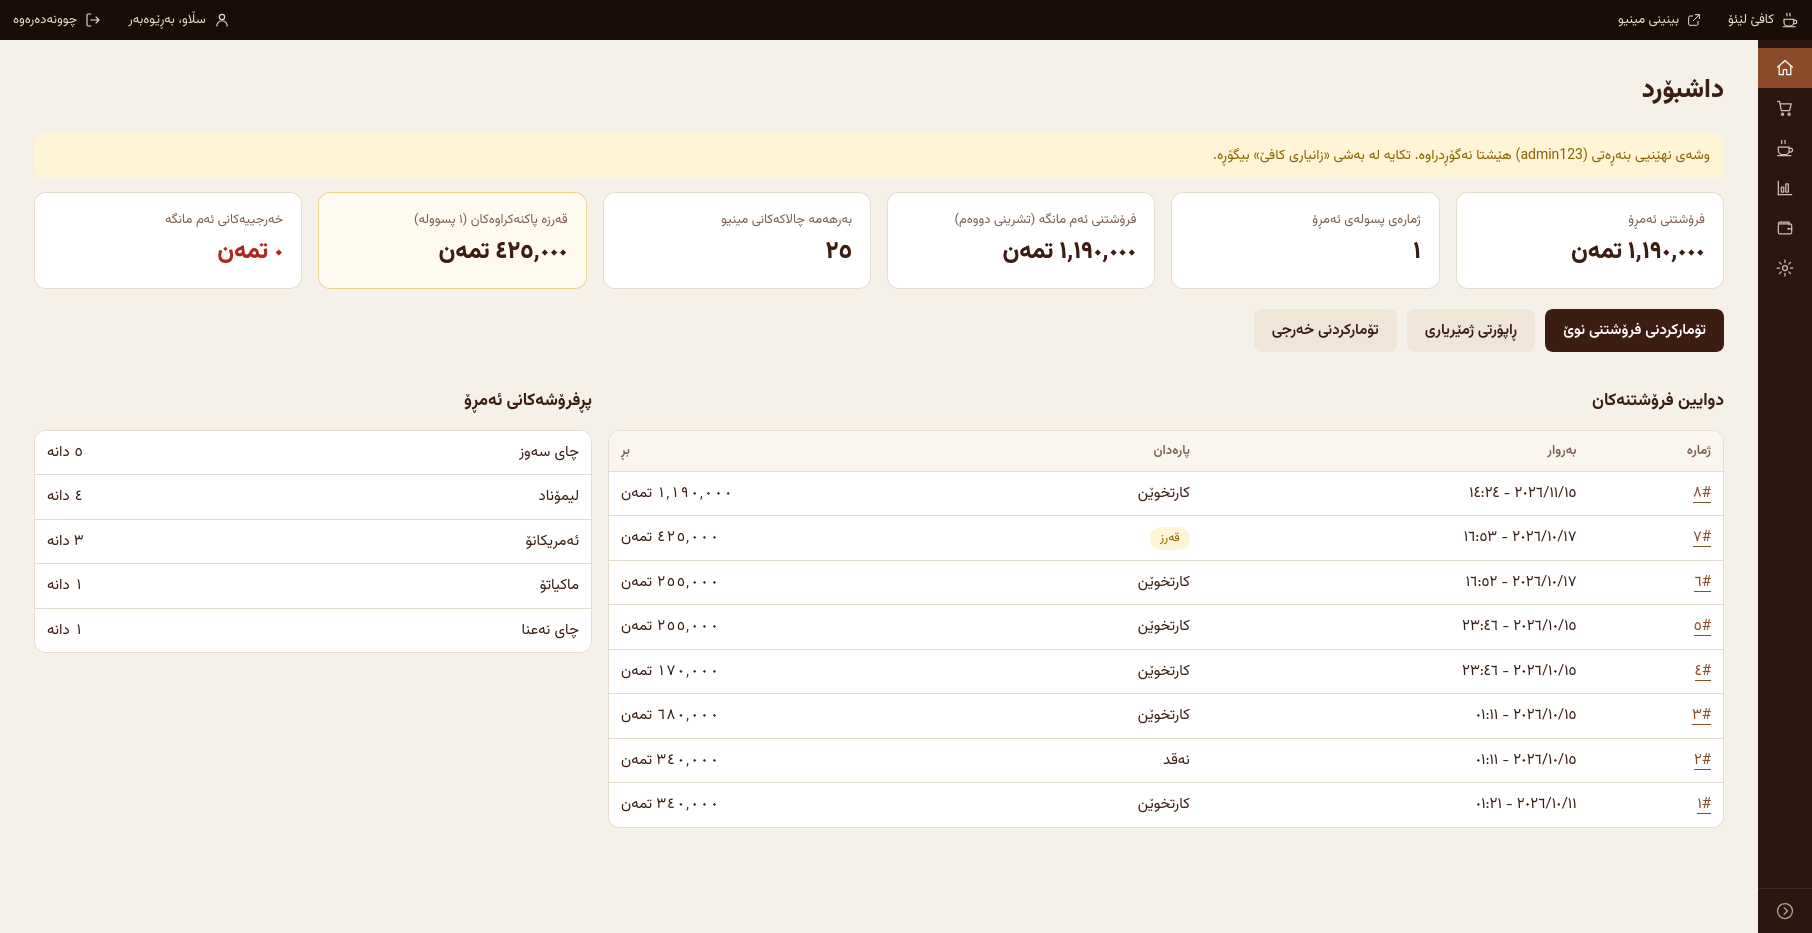 کافێ لێئۆ
بینینی مینیو
سڵاو، بەڕێوەبەر
چوونەدەرەوە
داشبۆرد
وشەی نهێنیی بنەڕەتی (admin123) هێشتا نەگۆڕدراوە. تکایە لە بەشی «زانیاری کافێ» بیگۆڕە.
فرۆشتنی ئەمڕۆ
١,١٩٠,٠٠٠ تمەن
ژمارەی پسولەی ئەمڕۆ
١
فرۆشتنی ئەم مانگە (تشرینی دووەم)
١,١٩٠,٠٠٠ تمەن
بەرهەمە چالاکەکانی مینیو
٢٥
قەرزە پاکنەکراوەکان (١ پسوولە)
٤٢٥,٠٠٠ تمەن
خەرجییەکانی ئەم مانگە
٠ تمەن
تۆمارکردنی فرۆشتنی نوێ
ڕاپۆرتی ژمێریاری
تۆمارکردنی خەرجی
دوایین فرۆشتنەکان
ژمارە بەروار پارەدان بڕ
#٨ ٢٠٢٦/١١/١٥ - ١٤:٢٤ کارتخوێن ١,١٩٠,٠٠٠ تمەن
#٧ ٢٠٢٦/١٠/١٧ - ١٦:٥٣ قەرز ٤٢٥,٠٠٠ تمەن
#٦ ٢٠٢٦/١٠/١٧ - ١٦:٥٢ کارتخوێن ٢٥٥,٠٠٠ تمەن
#٥ ٢٠٢٦/١٠/١٥ - ٢٣:٤٦ کارتخوێن ٢٥٥,٠٠٠ تمەن
#٤ ٢٠٢٦/١٠/١٥ - ٢٣:٤٦ کارتخوێن ١٧٠,٠٠٠ تمەن
#٣ ٢٠٢٦/١٠/١٥ - ٠١:١١ کارتخوێن ٦٨٠,٠٠٠ تمەن
#٢ ٢٠٢٦/١٠/١٥ - ٠١:١١ نەقد ٣٤٠,٠٠٠ تمەن
#١ ٢٠٢٦/١٠/١١ - ٠١:٢١ کارتخوێن ٣٤٠,٠٠٠ تمەن
پڕفرۆشەکانی ئەمڕۆ
چای سەوز ٥ دانە
لیمۆناد ٤ دانە
ئەمریکانۆ ٣ دانە
ماکیاتۆ ١ دانە
چای نەعنا ١ دانە